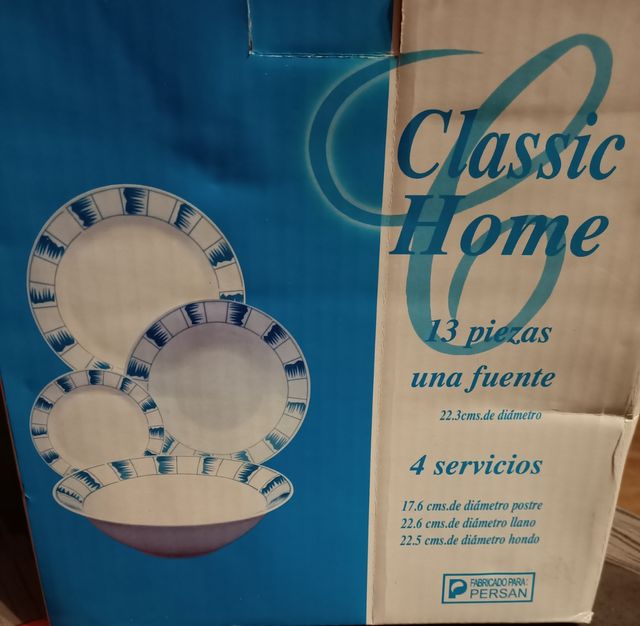 Classic
Home
13 piezas
una fuente
22.3cms.de diámetro
4 servicios
17.6 cms.de diámetro postre
22.6 cms.de diámetro llano
22.5 cms.de diámetro hondo
P FABRICADO PARA:
PERSAN